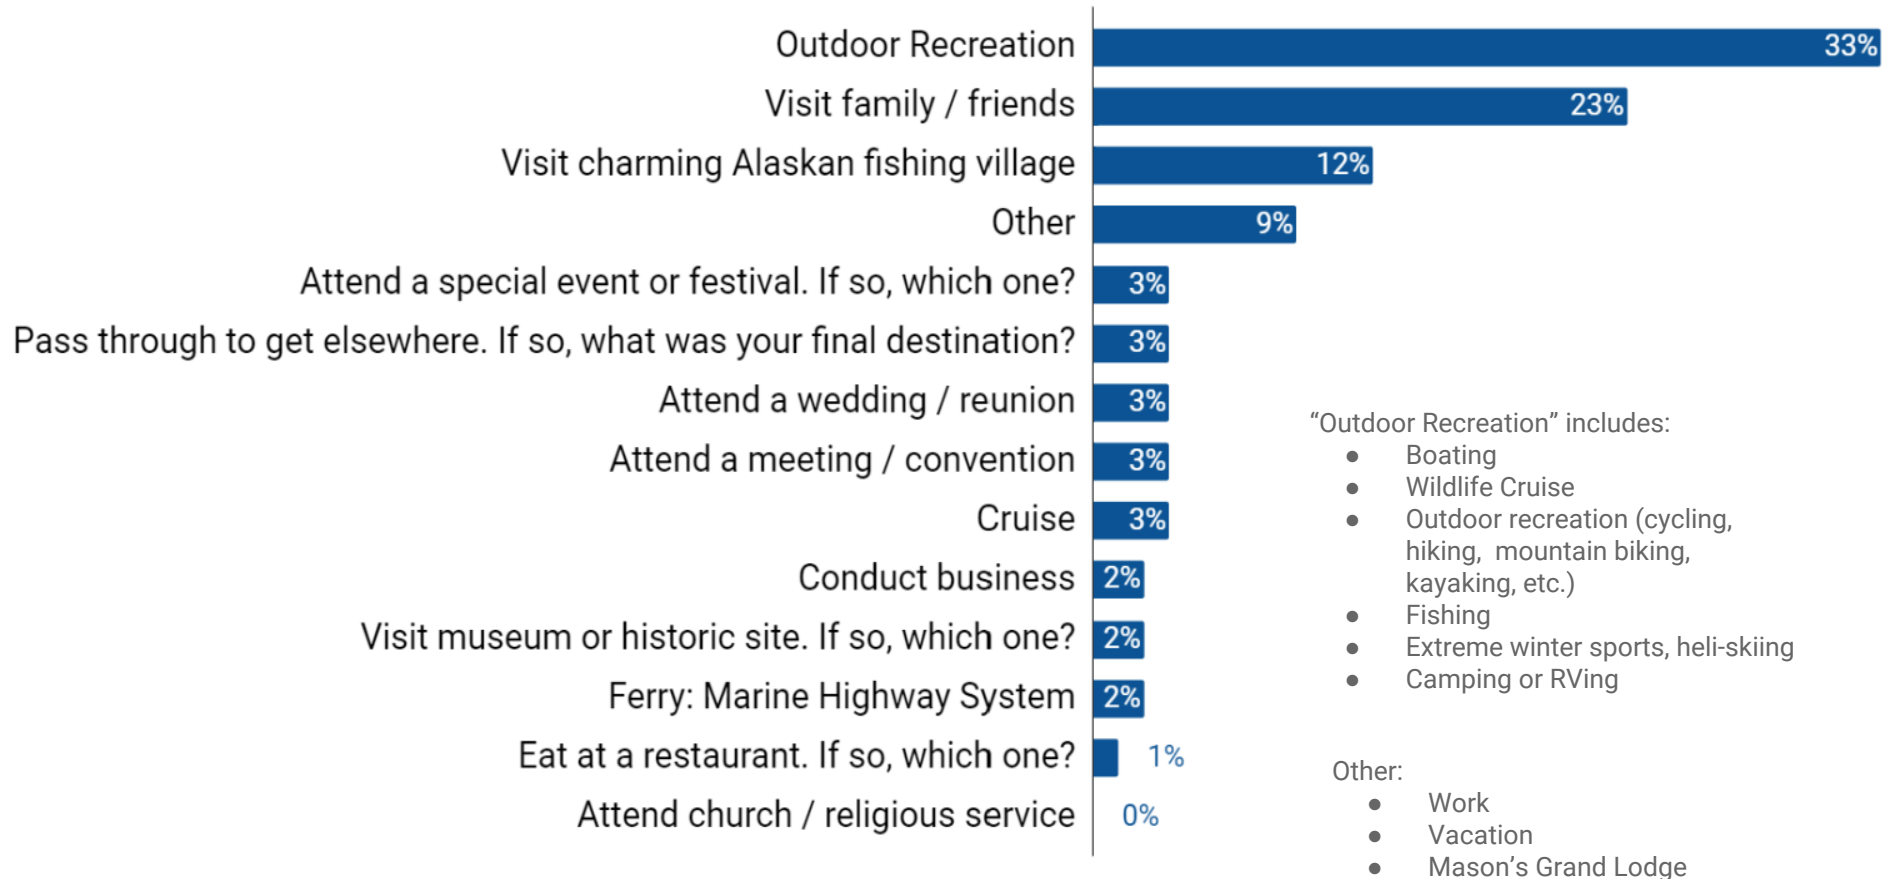 Outdoor Recreation 33%
Visit family / friends 23%
Visit charming Alaskan fishing village 12%
Other 9%
Attend a special event or festival. If so, which one? 3%
Pass through to get elsewhere. If so, what was your final destination? 3%
Attend a wedding / reunion 3%
Attend a meeting / convention 3%
Cruise 3%
Conduct business 2%
Visit museum or historic site. If so, which one? 2%
Ferry: Marine Highway System 2%
Eat at a restaurant. If so, which one? 1%
Attend church / religious service 0%
“Outdoor Recreation” includes:
● Boating
● Wildlife Cruise
● Outdoor recreation (cycling,
hiking, mountain biking,
kayaking, etc.)
● Fishing
● Extreme winter sports, heli-skiing
● Camping or RVing
Other:
● Work
● Vacation
● Mason’s Grand Lodge